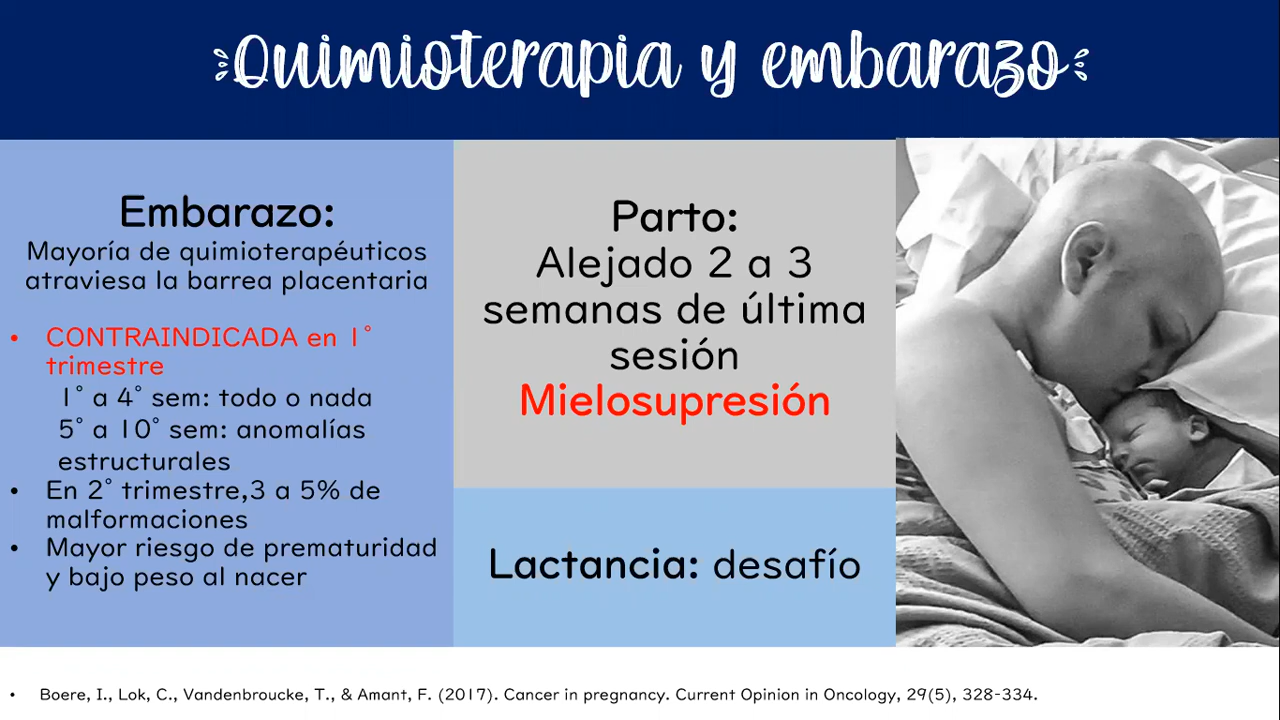 Quimioterapia y embarazo
Embarazo:
Mayoría de quimioterapéuticos
atraviesa la barrea placentaria
• CONTRAINDICADA en 1°
trimestre
1° a 4° sem: todo o nada
5° a 10° sem: anomalías
estructurales
• En 2° trimestre,3 a 5% de
malformaciones
• Mayor riesgo de prematuridad
y bajo peso al nacer
Parto:
Alejado 2 a 3
semanas de última
sesión
Mielosupresión
Lactancia: desafío
• Boere, I., Lok, C., Vandenbroucke, T., & Amant, F. (2017). Cancer in pregnancy. Current Opinion in Oncology, 29(5), 328-334.